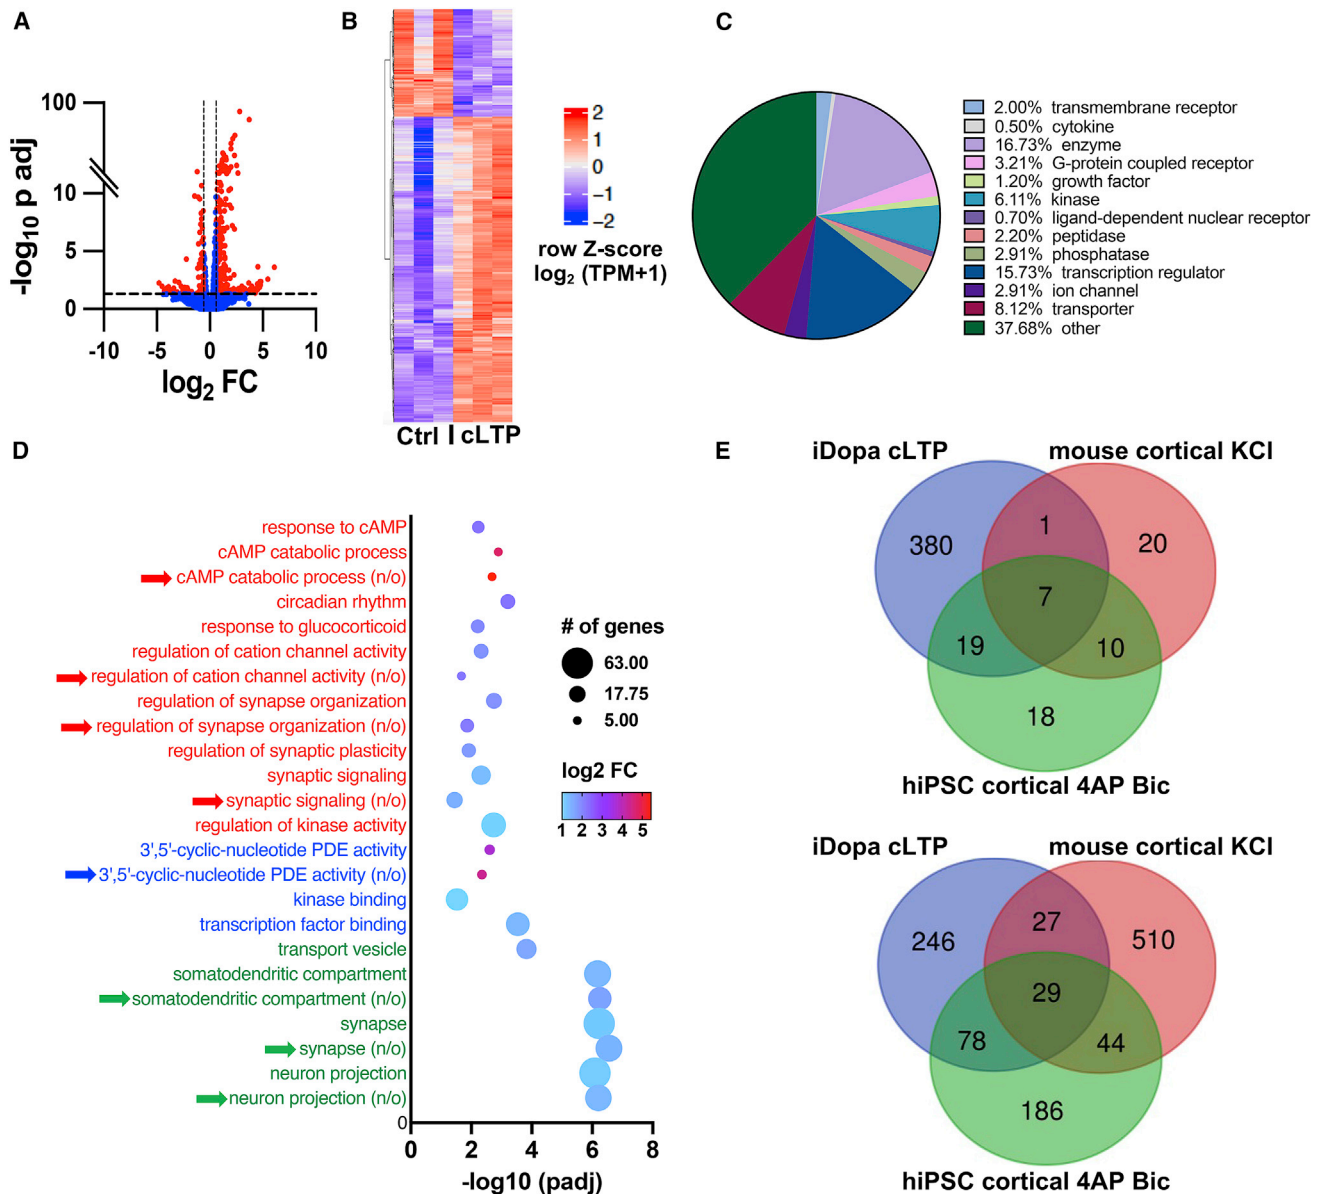 A
-log10 p adj
100
10
5
0
-10
-5
0
5
10
log2 FC
B
2
1
0
−1
−2
row Z-score
log2 (TPM+1)
Ctrl I cLTP
C
2.00% transmembrane receptor
0.50% cytokine
16.73% enzyme
3.21% G-protein coupled receptor
1.20% growth factor
6.11% kinase
0.70% ligand-dependent nuclear receptor
2.20% peptidase
2.91% phosphatase
15.73% transcription regulator
2.91% ion channel
8.12% transporter
37.68% other
D
response to cAMP
cAMP catabolic process
cAMP catabolic process (n/o)
circadian rhythm
response to glucocorticoid
regulation of cation channel activity
regulation of cation channel activity (n/o)
regulation of synapse organization
regulation of synapse organization (n/o)
regulation of synaptic plasticity
synaptic signaling
synaptic signaling (n/o)
regulation of kinase activity
3',5'-cyclic-nucleotide PDE activity
3',5'-cyclic-nucleotide PDE activity (n/o)
kinase binding
transcription factor binding
transport vesicle
somatodendritic compartment
somatodendritic compartment (n/o)
synapse
synapse (n/o)
neuron projection
neuron projection (n/o)
0
0
2
4
6
8
-log10 (padj)
# of genes
63.00
17.75
5.00
log2 FC
1 2 3 4 5
E
iDopa cLTP
mouse cortical KCl
380
1
20
7
19
10
18
hiPSC cortical 4AP Bic
iDopa cLTP
mouse cortical KCl
246
27
510
29
78
44
186
hiPSC cortical 4AP Bic